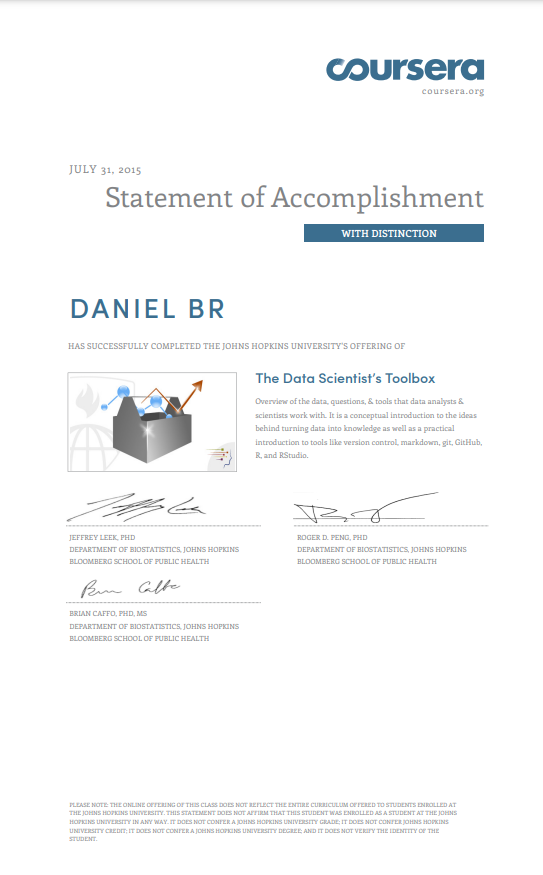 coursera
coursera.org
JULY 31, 2015
Statement of Accomplishment
WITH DISTINCTION
DANIEL BR
HAS SUCCESSFULLY COMPLETED THE JOHNS HOPKINS UNIVERSITY'S OFFERING OF
The Data Scientist's Toolbox
Overview of the data, questions, & tools that data analysts &
scientists work with. It is a conceptual introduction to the ideas
behind turning data into knowledge as well as a practical
introduction to tools like version control, markdown, git, GitHub,
R, and RStudio.
JEFFREY LEEK, PHD
DEPARTMENT OF BIOSTATISTICS, JOHNS HOPKINS
BLOOMBERG SCHOOL OF PUBLIC HEALTH
ROGER D. PENG, PHD
DEPARTMENT OF BIOSTATISTICS, JOHNS HOPKINS
BLOOMBERG SCHOOL OF PUBLIC HEALTH
Brian Caffo
BRIAN CAFFO, PHD, MS
DEPARTMENT OF BIOSTATISTICS, JOHNS HOPKINS
BLOOMBERG SCHOOL OF PUBLIC HEALTH
PLEASE NOTE: THE ONLINE OFFERING OF THIS CLASS DOES NOT REFLECT THE ENTIRE CURRICULUM OFFERED TO STUDENTS ENROLLED AT
THE JOHNS HOPKINS UNIVERSITY. THIS STATEMENT DOES NOT AFFIRM THAT THIS STUDENT WAS ENROLLED AS A STUDENT AT THE JOHNS
HOPKINS UNIVERSITY IN ANY WAY. IT DOES NOT CONFER A JOHNS HOPKINS UNIVERSITY GRADE; IT DOES NOT CONFER JOHNS HOPKINS
UNIVERSITY CREDIT; IT DOES NOT CONFER A JOHNS HOPKINS UNIVERSITY DEGREE; AND IT DOES NOT VERIFY THE IDENTITY OF THE
STUDENT.